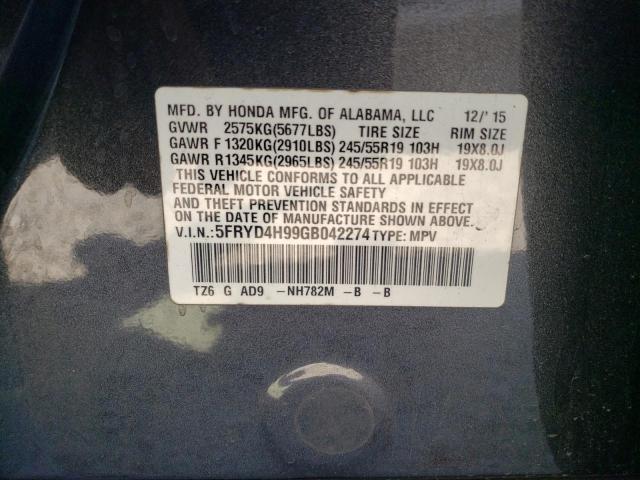 MFD. BY HONDA MFG. OF ALABAMA, LLC 12/'15
GVWR 2575KG(5677LBS) TIRE SIZE RIM SIZE
GAWR F 1320KG(2910LBS) 245/55R19 103H 19X8.0J
GAWR R1345KG(2965LBS) 245/55R19 103H 19X8.0J
THIS VEHICLE CONFORMS TO ALL APPLICABLE
FEDERAL MOTOR VEHICLE SAFETY
AND THEFT PREVENTION STANDARDS IN EFFECT
ON THE DATE OF MANUFACTURE SHOWN ABOVE.
V.I.N.:5FRYD4H99GB042274 TYPE: MPV
TZ6 G AD9 -NH782M -B -B